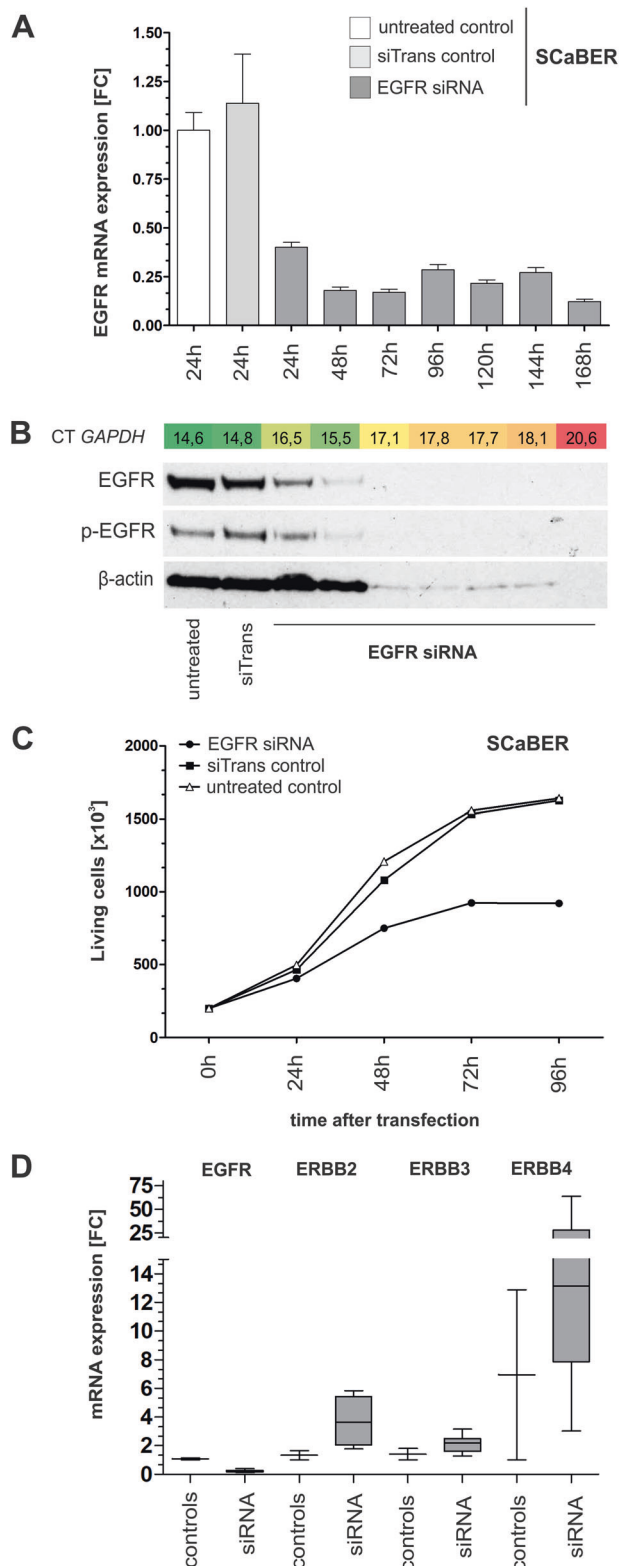 A
untreated control
siTrans control
EGFR siRNA
SCaBER
EGFR mRNA expression [FC]
1.50
1.25
1.00
0.75
0.50
0.25
0.00
24h 24h 24h 48h 72h 96h 120h 144h 168h
B
CT GAPDH 14,6 14,8 16,5 15,5 17,1 17,8 17,7 18,1 20,6
EGFR
p-EGFR
β-actin
untreated siTrans EGFR siRNA
C
SCaBER
EGFR siRNA
siTrans control
untreated control
Living cells [x10³]
2000
1500
1000
500
0
0h 24h 48h 72h 96h
time after transfection
D
EGFR ERBB2 ERBB3 ERBB4
mRNA expression [FC]
75
50
25
14
12
10
8
6
4
2
0
controls siRNA controls siRNA controls siRNA controls siRNA